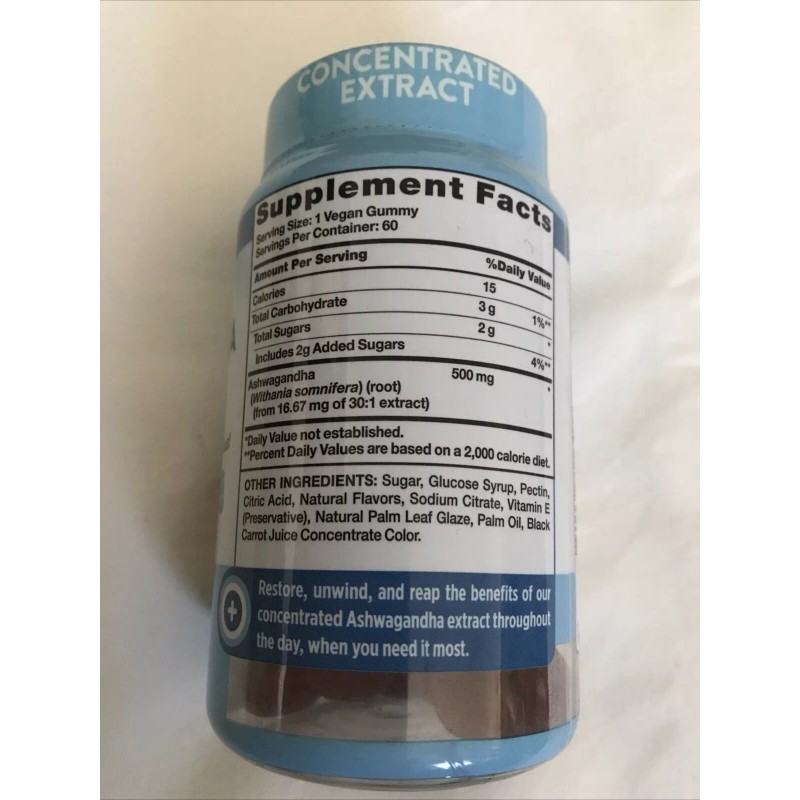 CONCENTRATED
EXTRACT
Supplement Facts
Serving Size: 1 Vegan Gummy
Servings Per Container: 60
Amount Per Serving %Daily Value
Calories 15
Total Carbohydrate 3 g 1%**
Total Sugars 2 g *
Includes 2g Added Sugars 4%**
Ashwagandha 500 mg *
(Withania somnifera) (root)
(from 16.67 mg of 30:1 extract)
*Daily Value not established.
**Percent Daily Values are based on a 2,000 calorie diet.
OTHER INGREDIENTS: Sugar, Glucose Syrup, Pectin,
Citric Acid, Natural Flavors, Sodium Citrate, Vitamin E
(Preservative), Natural Palm Leaf Glaze, Palm Oil, Black
Carrot Juice Concentrate Color.
Restore, unwind, and reap the benefits of our
concentrated Ashwagandha extract throughout
the day, when you need it most.